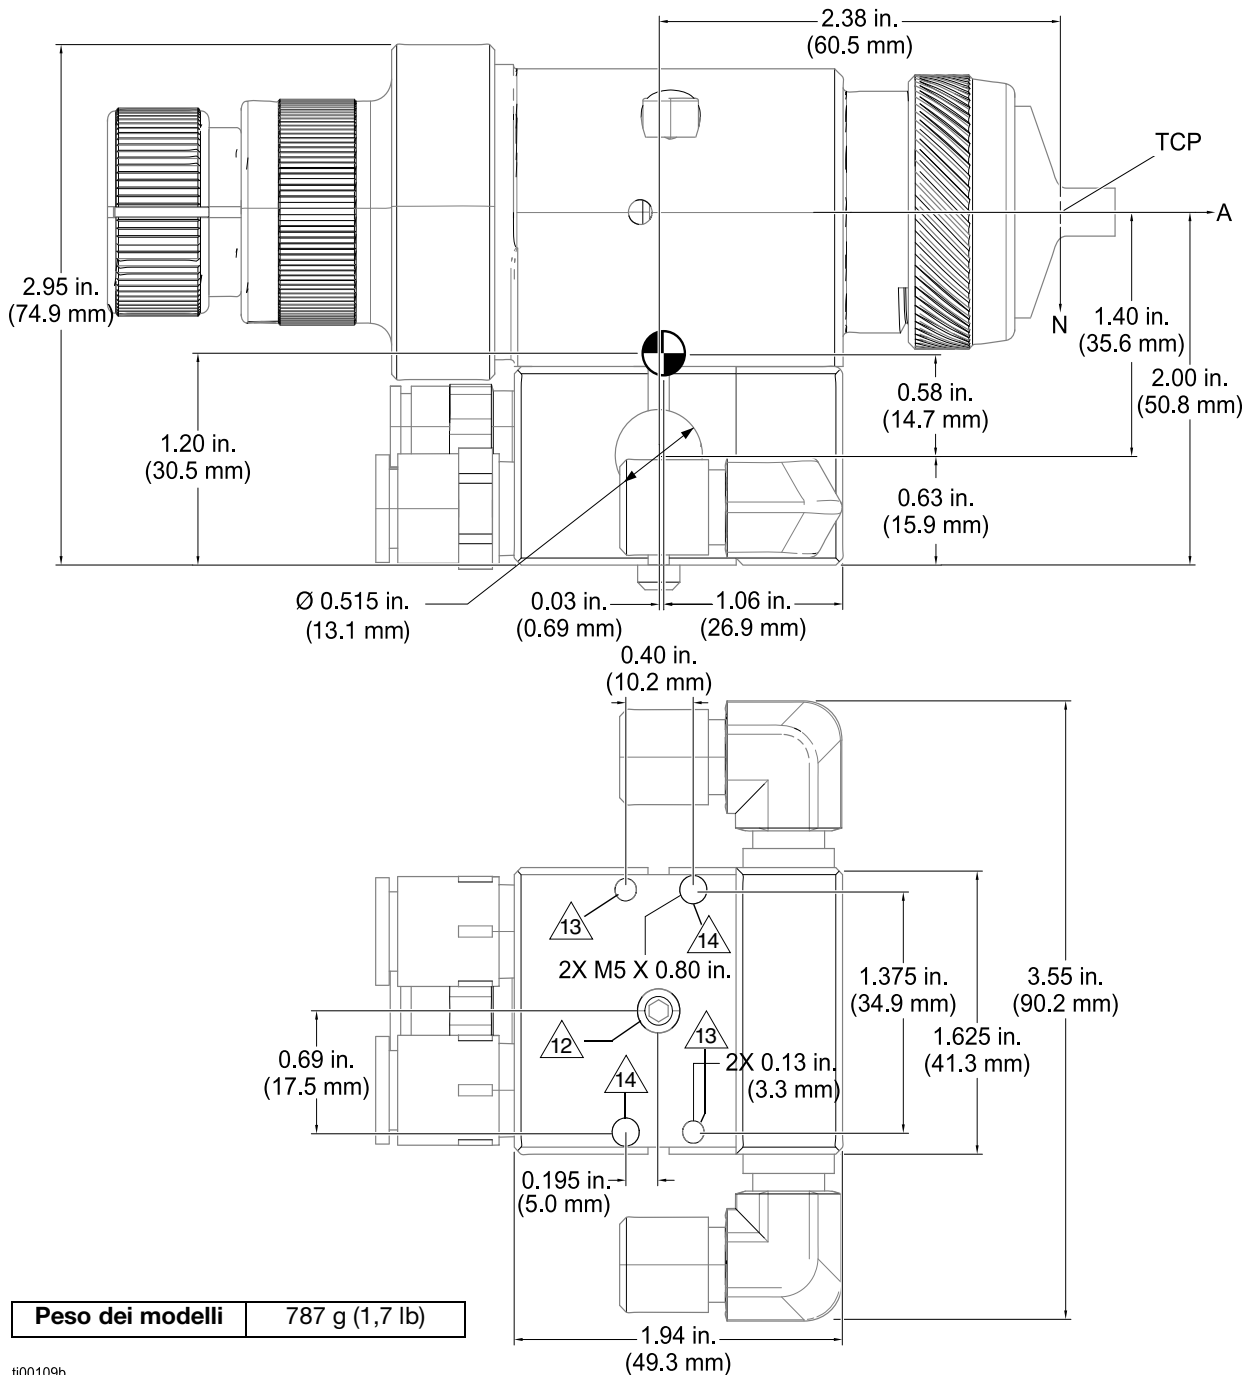 2.38 in.
(60.5 mm)
TCP
A
2.95 in.
(74.9 mm)
N
1.40 in.
(35.6 mm)
2.00 in.
(50.8 mm)
0.58 in.
(14.7 mm)
1.20 in.
(30.5 mm)
0.63 in.
(15.9 mm)
Ø 0.515 in.
(13.1 mm)
0.03 in.
(0.69 mm)
1.06 in.
(26.9 mm)
0.40 in.
(10.2 mm)
13
14
2X M5 X 0.80 in.
1.375 in.
(34.9 mm)
3.55 in.
(90.2 mm)
12
13
1.625 in.
(41.3 mm)
0.69 in.
(17.5 mm)
14
2X 0.13 in.
(3.3 mm)
0.195 in.
(5.0 mm)
Peso dei modelli 787 g (1,7 lb)
1.94 in.
(49.3 mm)
ti00109b